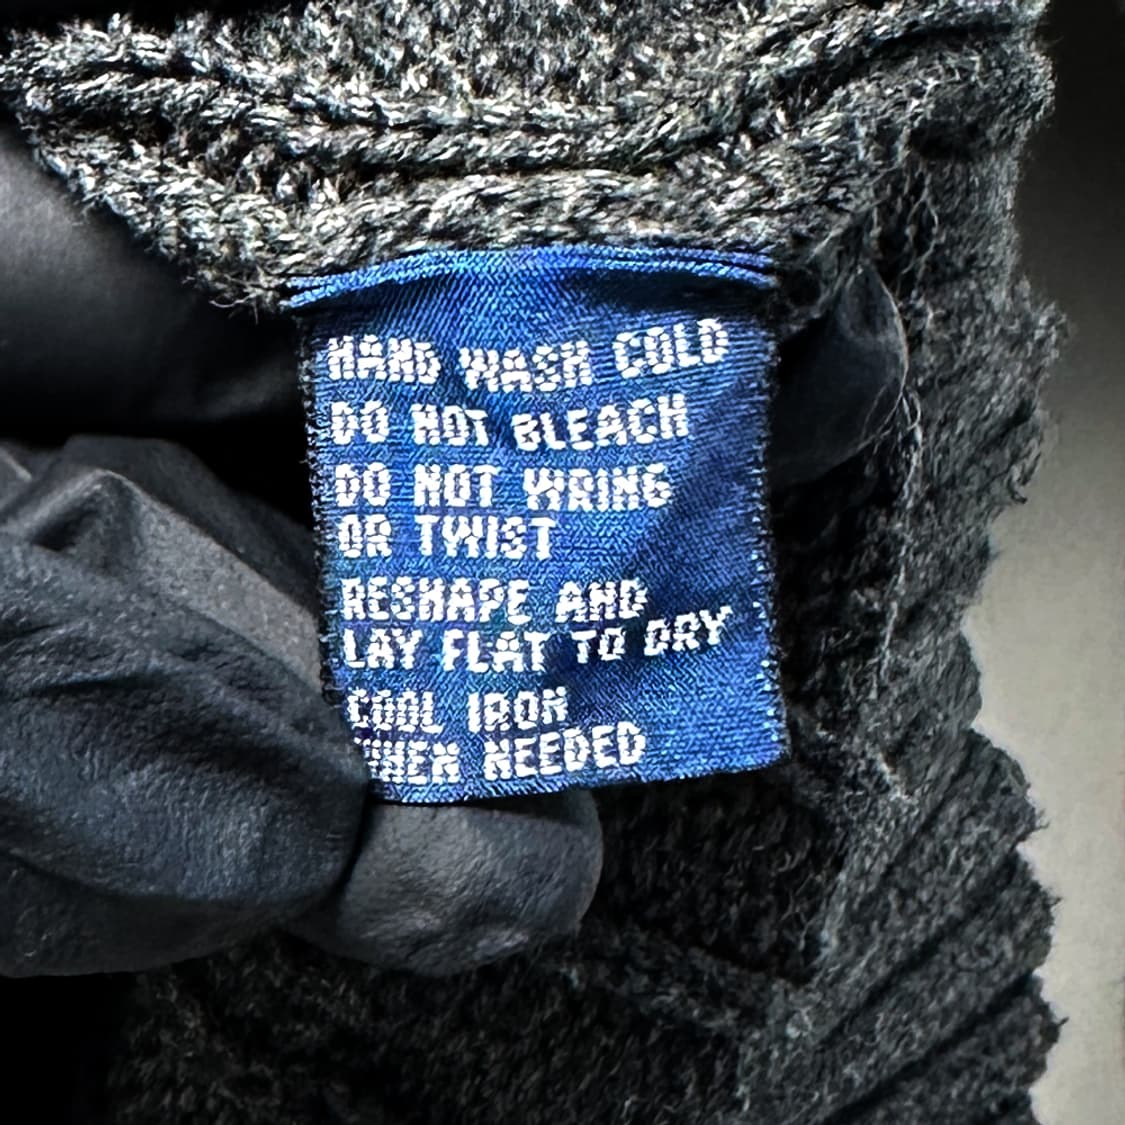 HAND WASH COLD
DO NOT BLEACH
DO NOT WRING
OR TWIST
RESHAPE AND
LAY FLAT TO DRY
COOL IRON
WHEN NEEDED